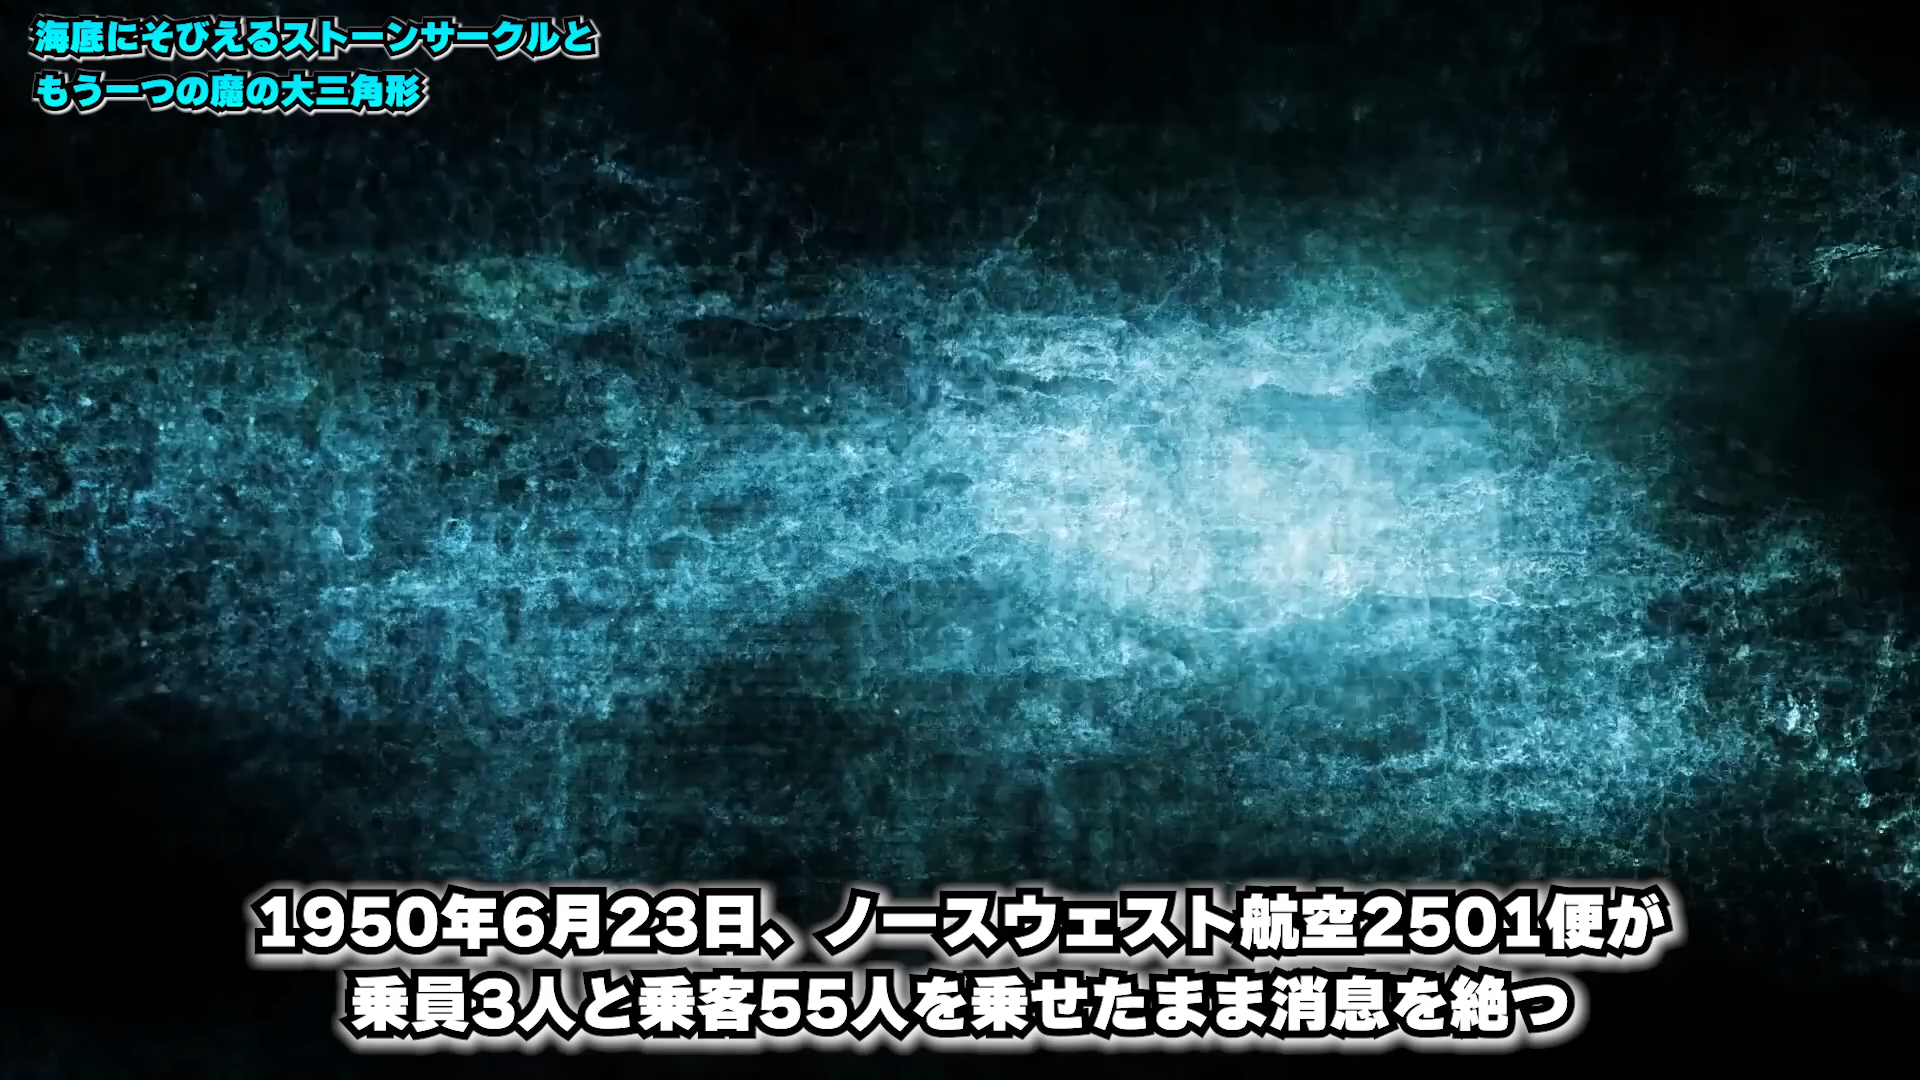 海底にそびえるストーンサークルと
もう一つの魔の大三角形
1950年6月23日、ノースウェスト航空2501便が
乗員3人と乗客55人を乗せたまま消息を絶つ